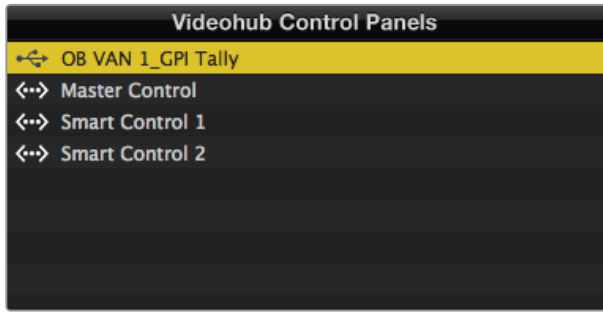 Videohub Control Panels
OB VAN 1_GPI Tally
Master Control
Smart Control 1
Smart Control 2